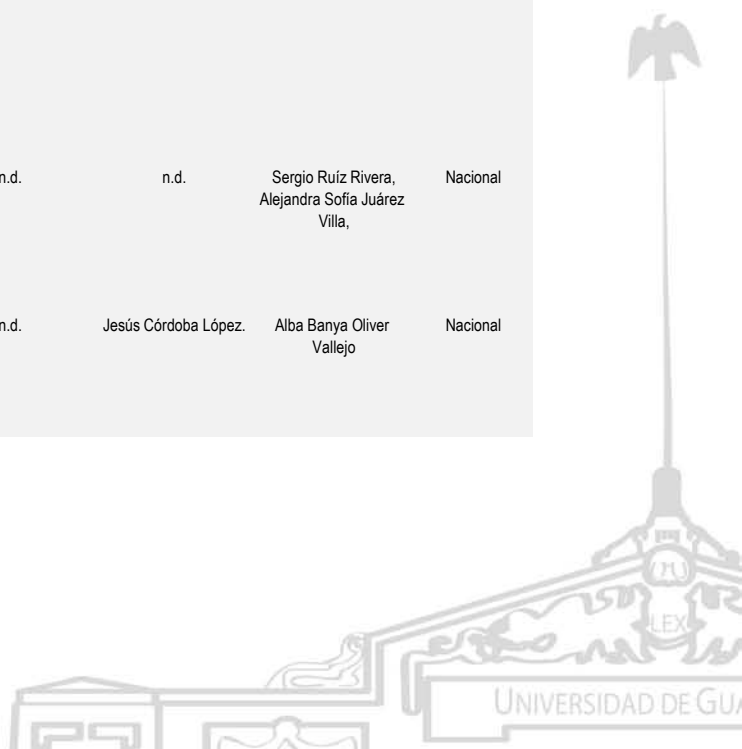 n.d. n.d. Sergio Ruíz Rivera, Nacional
Alejandra Sofía Juárez
Villa,
n.d. Jesús Córdoba López. Alba Banya Oliver Nacional
Vallejo
LEX
UNIVERSIDAD DE GUA